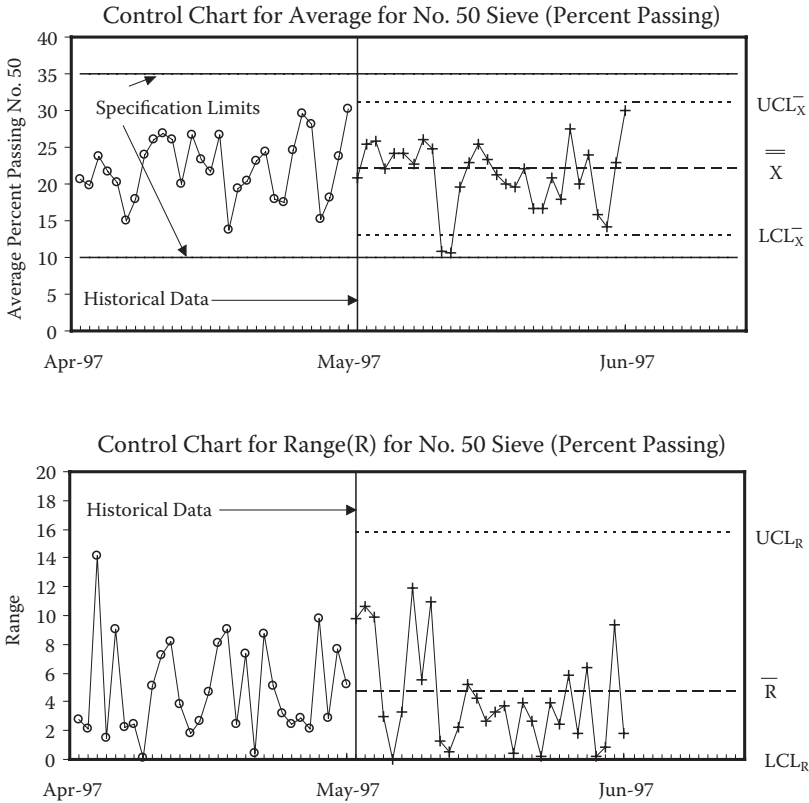 Control Chart for Average for No. 50 Sieve (Percent Passing)
Average Percent Passing No. 50
40
35
30
25
20
15
10
5
0
Specification Limits
Historical Data
UCLX̄
X̿
LCLX̄
Apr-97 May-97 Jun-97
Control Chart for Range(R) for No. 50 Sieve (Percent Passing)
Range
20
18
16
14
12
10
8
6
4
2
0
Historical Data
UCLR
R̄
LCLR
Apr-97 May-97 Jun-97